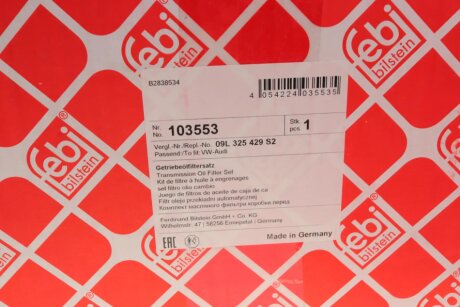 febi
bilstein
febi
bilstein
febi
bilstein
B2838534
4 054224 035535
Nr.
No. 103553
Stk
pcs. 1
Vergl.-Nr./Repl.-No. 09L 325 429 S2
Passend/To fit: VW-Audi
Getriebeölfiltersatz
Transmission Oil Filter Set
Kit de filtre à huile à engrenages
set filtro olio cambio
Juego de filtros de aceite de caja de ca
Filtr oleju przekładni automatycznej
Комплект масляного фильтра коробки перед
Ferdinand Bilstein GmbH + Co. KG
Wilhelmstr. 47 | 58256 Ennepetal | Germany
EAC
Made in Germany
febi
bilstein
febi
bilstein